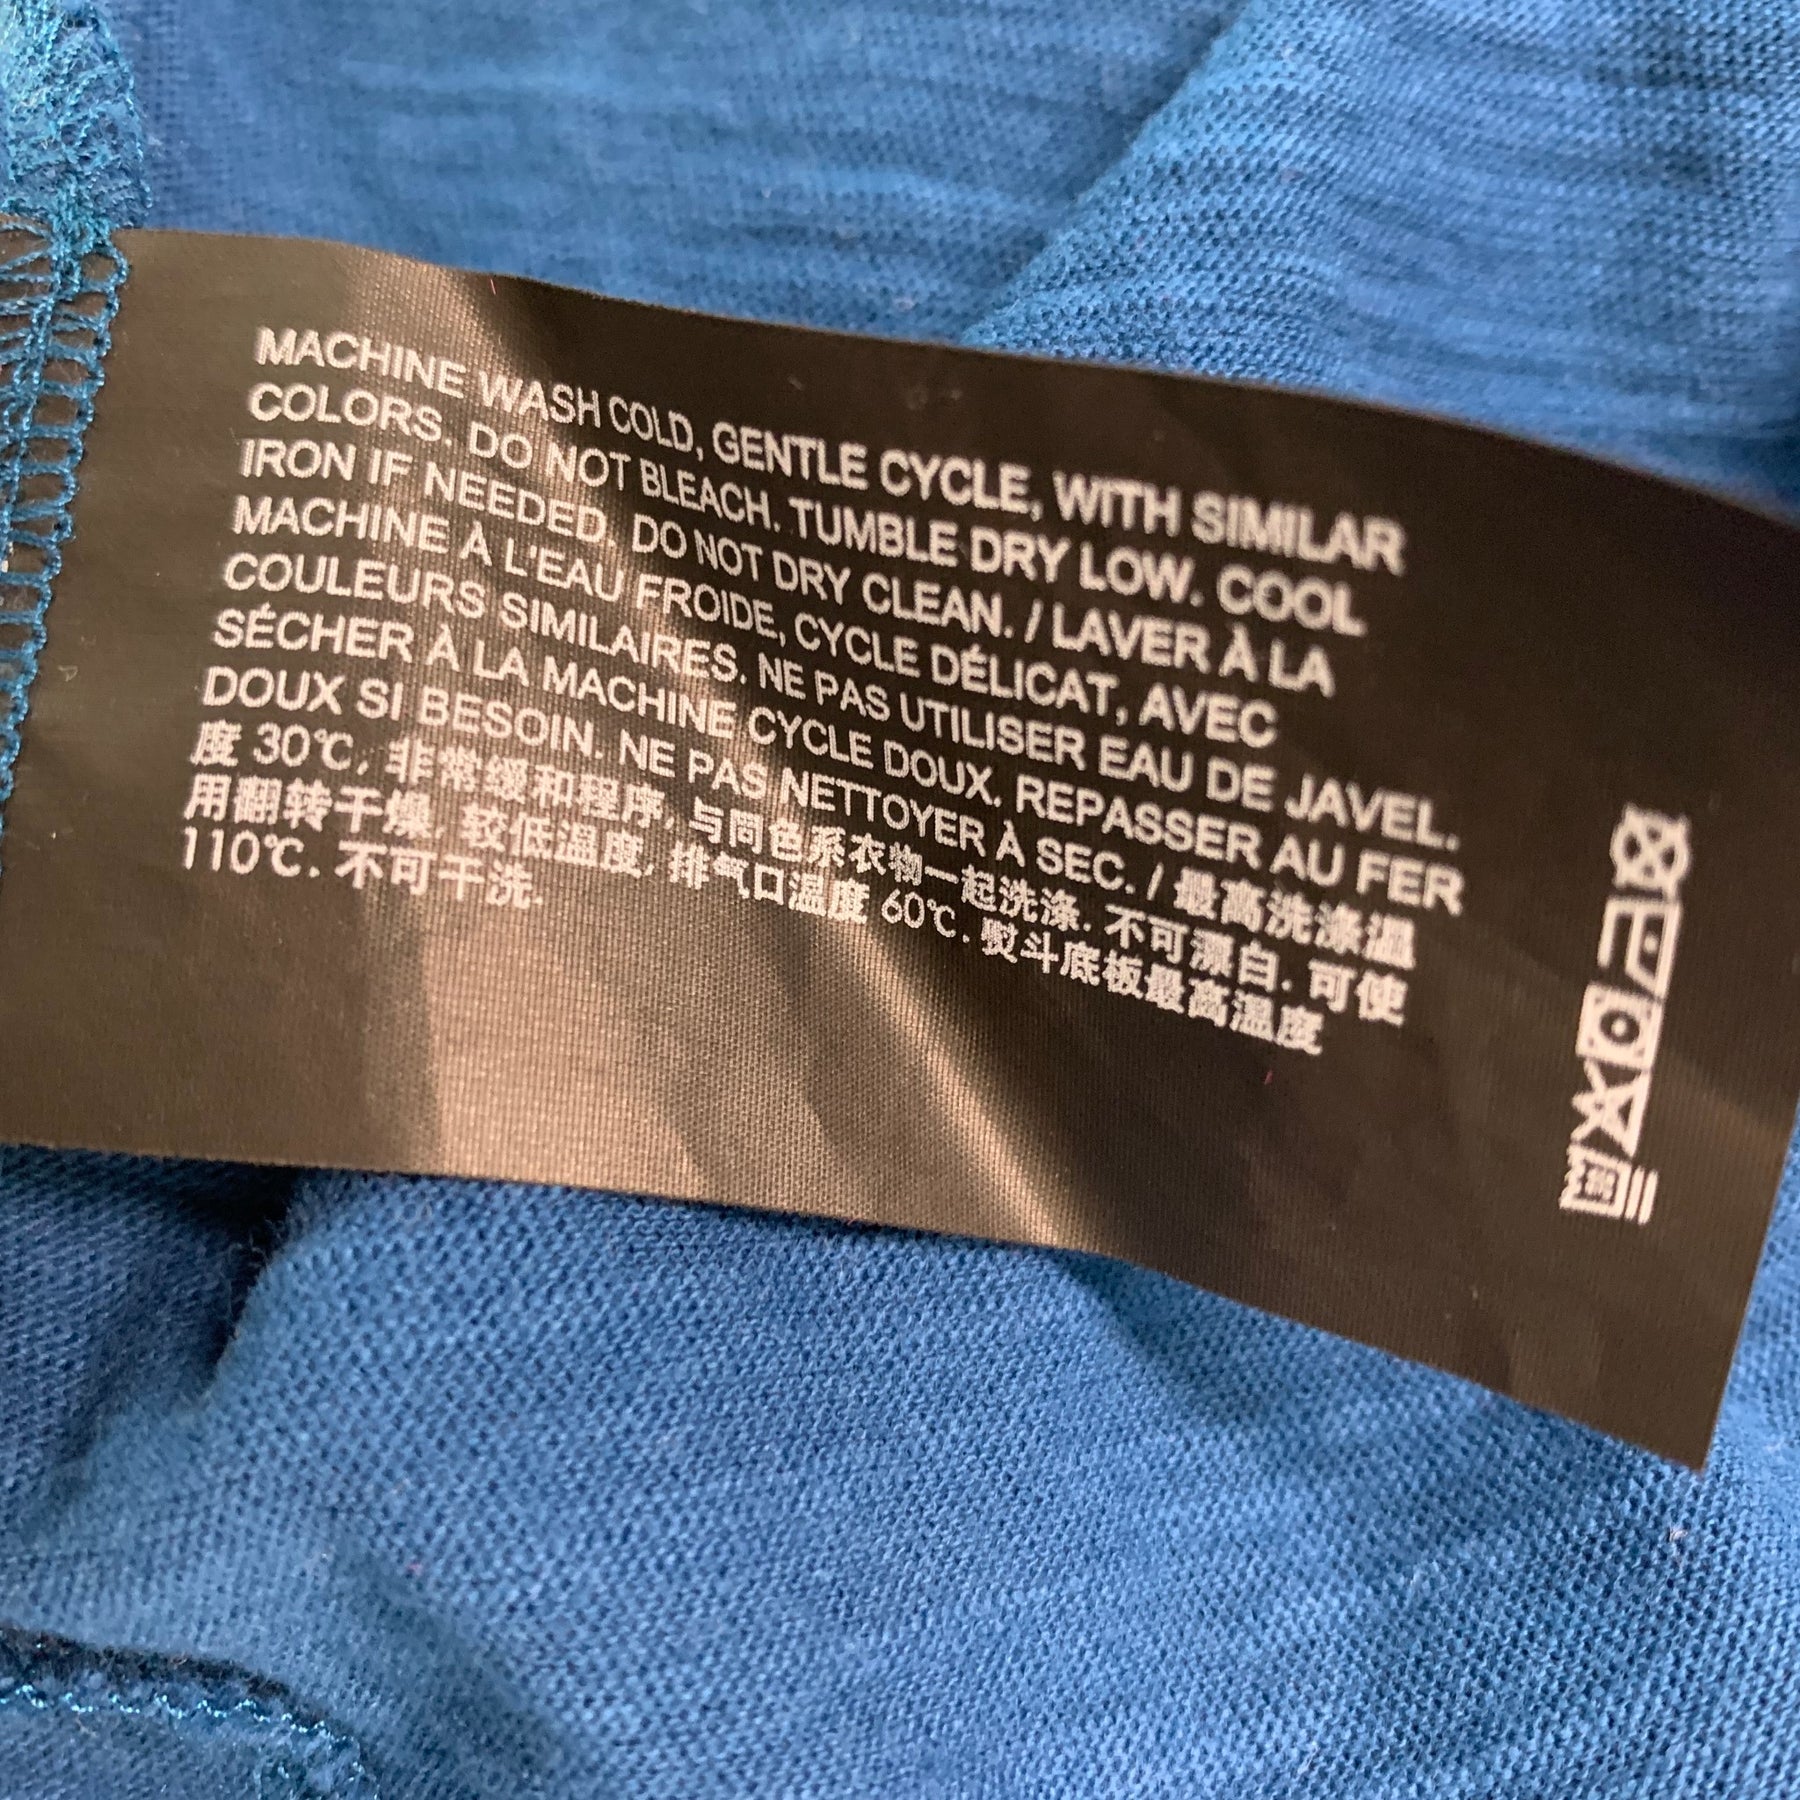 MACHINE WASH COLD, GENTLE CYCLE, WITH SIMILAR
COLORS. DO NOT BLEACH. TUMBLE DRY LOW. COOL
IRON IF NEEDED. DO NOT DRY CLEAN. / LAVER À LA
MACHINE À L'EAU FROIDE, CYCLE DÉLICAT, AVEC
COULEURS SIMILAIRES. NE PAS UTILISER EAU DE JAVEL.
SÉCHER À LA MACHINE CYCLE DOUX. REPASSER AU FER
DOUX SI BESOIN. NE PAS NETTOYER À SEC. / 最高洗涤温
度 30℃, 非常缓和程序, 与同色系衣物一起洗涤. 不可漂白. 可使
用翻转干燥, 较低温度, 排气口温度 60℃. 熨斗底板最高温度
110℃. 不可干洗.